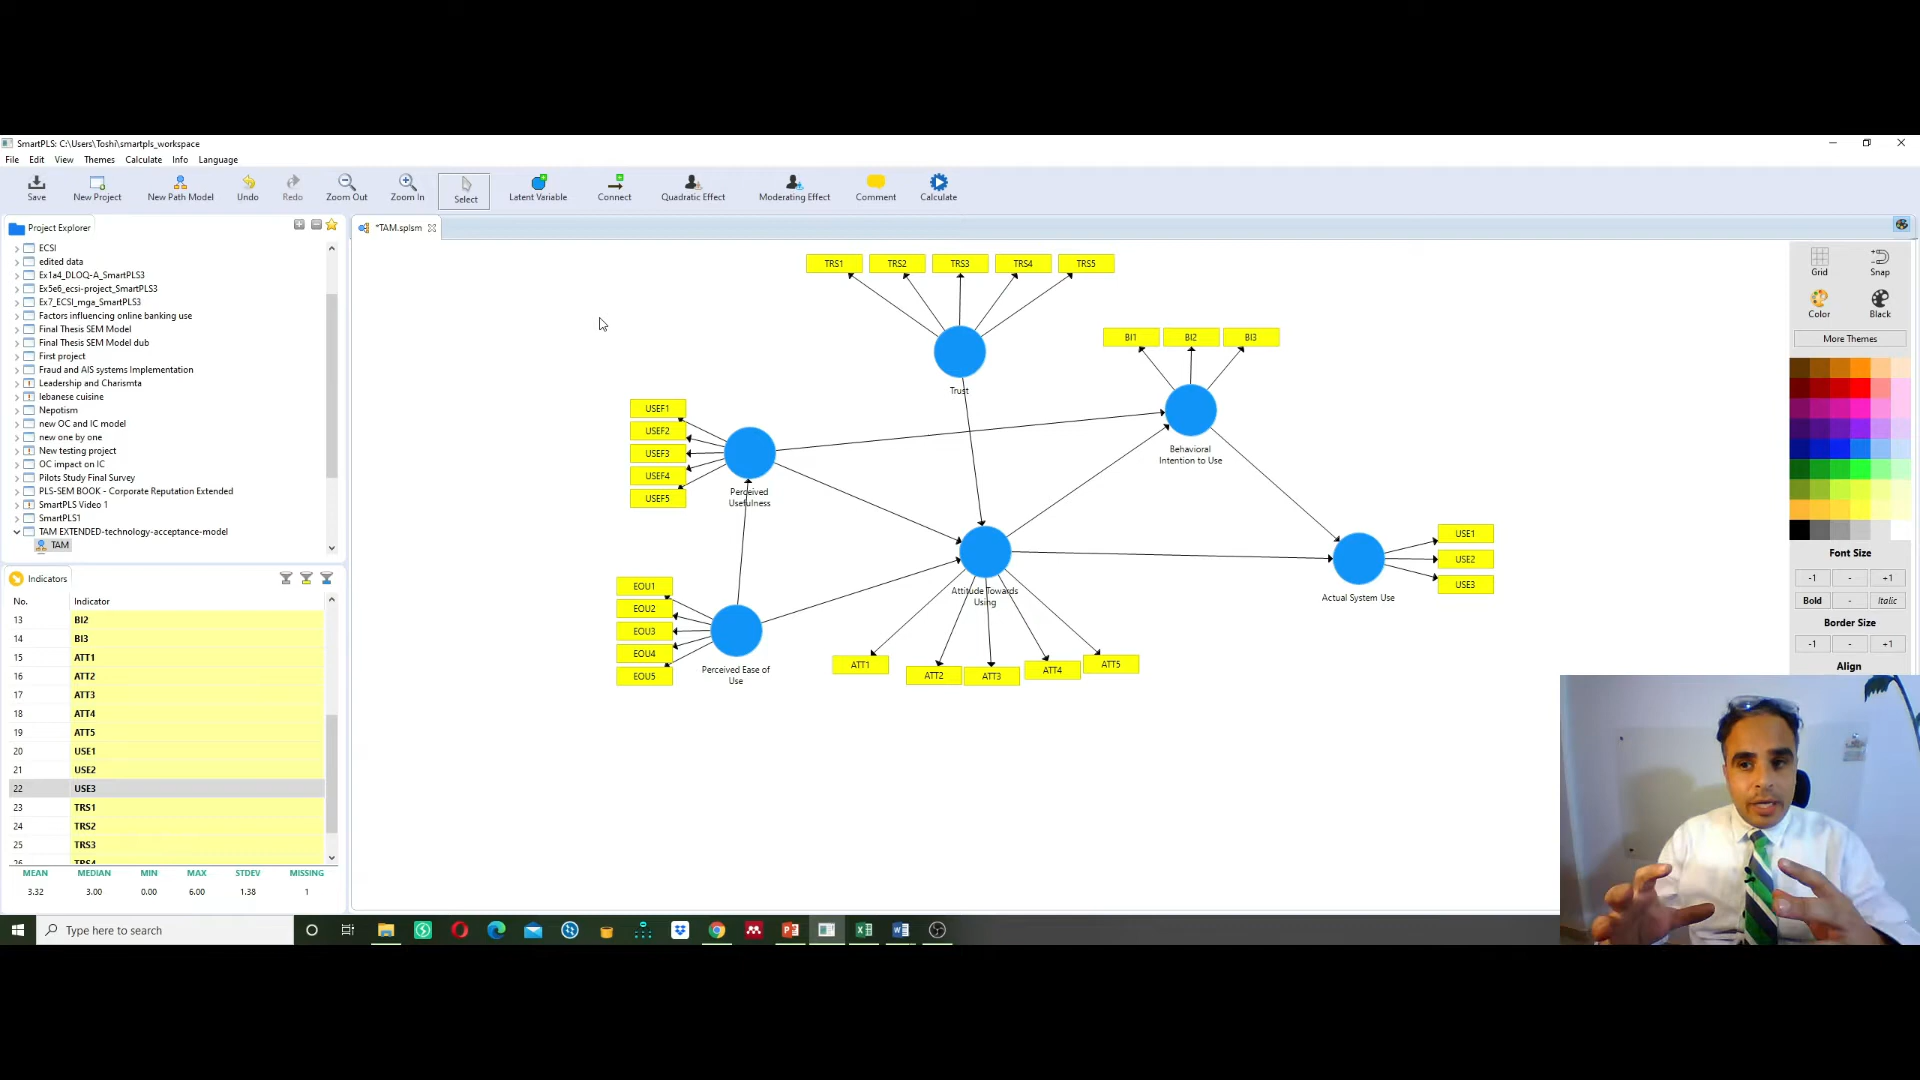 SmartPLS: C:\Users\Toshi\smartpls_workspace
File Edit View Themes Calculate Info Language
Save New Project New Path Model Undo Redo Zoom Out Zoom In Select Latent Variable Connect Quadratic Effect Moderating Effect Comment Calculate
Project Explorer
ECSI
edited data
Ex1a4_DLOQ-A_SmartPLS3
Ex5e6_ecsi-project_SmartPLS3
Ex7_ECSI_mga_SmartPLS3
Factors influencing online banking use
Final Thesis SEM Model
Final Thesis SEM Model dub
First project
Fraud and AIS systems Implementation
Leadership and Charismta
lebanese cuisine
Nepotism
new OC and IC model
new one by one
New testing project
OC impact on IC
Pilots Study Final Survey
PLS-SEM BOOK - Corporate Reputation Extended
SmartPLS Video 1
SmartPLS1
TAM EXTENDED-technology-acceptance-model
TAM
Indicators
No. Indicator
13 BI2
14 BI3
15 ATT1
16 ATT2
17 ATT3
18 ATT4
19 ATT5
20 USE1
21 USE2
22 USE3
23 TRS1
24 TRS2
25 TRS3
26 TRS4
MEAN MEDIAN MIN MAX STDEV MISSING
3.32 3.00 0.00 6.00 1.38 1
*TAM.splsm
TRS1 TRS2 TRS3 TRS4 TRS5
Trust
BI1 BI2 BI3
Behavioral
Intention to Use
USEF1
USEF2
USEF3
USEF4
USEF5
Perceived
Usefulness
EOU1
EOU2
EOU3
EOU4
EOU5
Perceived Ease of
Use
Attitude Towards
Using
ATT1 ATT2 ATT3 ATT4 ATT5
USE1
USE2
USE3
Actual System Use
Grid Snap
Color Black
More Themes
Font Size
-1 - +1
Bold - Italic
Border Size
-1 - +1
Align
Type here to search